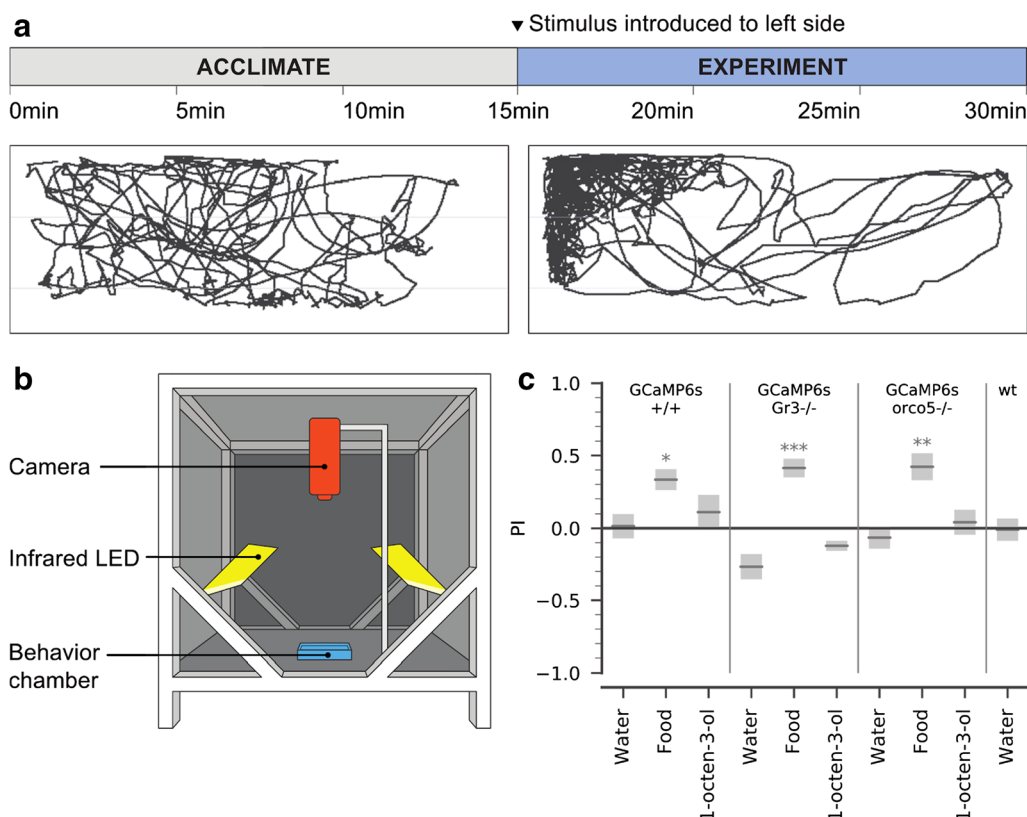 a
▼ Stimulus introduced to left side
ACCLIMATE
EXPERIMENT
0min 5min 10min 15min 20min 25min 30min
b
Camera
Infrared LED
Behavior
chamber
c
GCaMP6s
+/+
GCaMP6s
Gr3-/-
GCaMP6s
orco5-/-
wt
* *** **
PI
1.0
0.5
0.0
−0.5
−1.0
Water
Food
1-octen-3-ol
Water
Food
1-octen-3-ol
Water
Food
1-octen-3-ol
Water